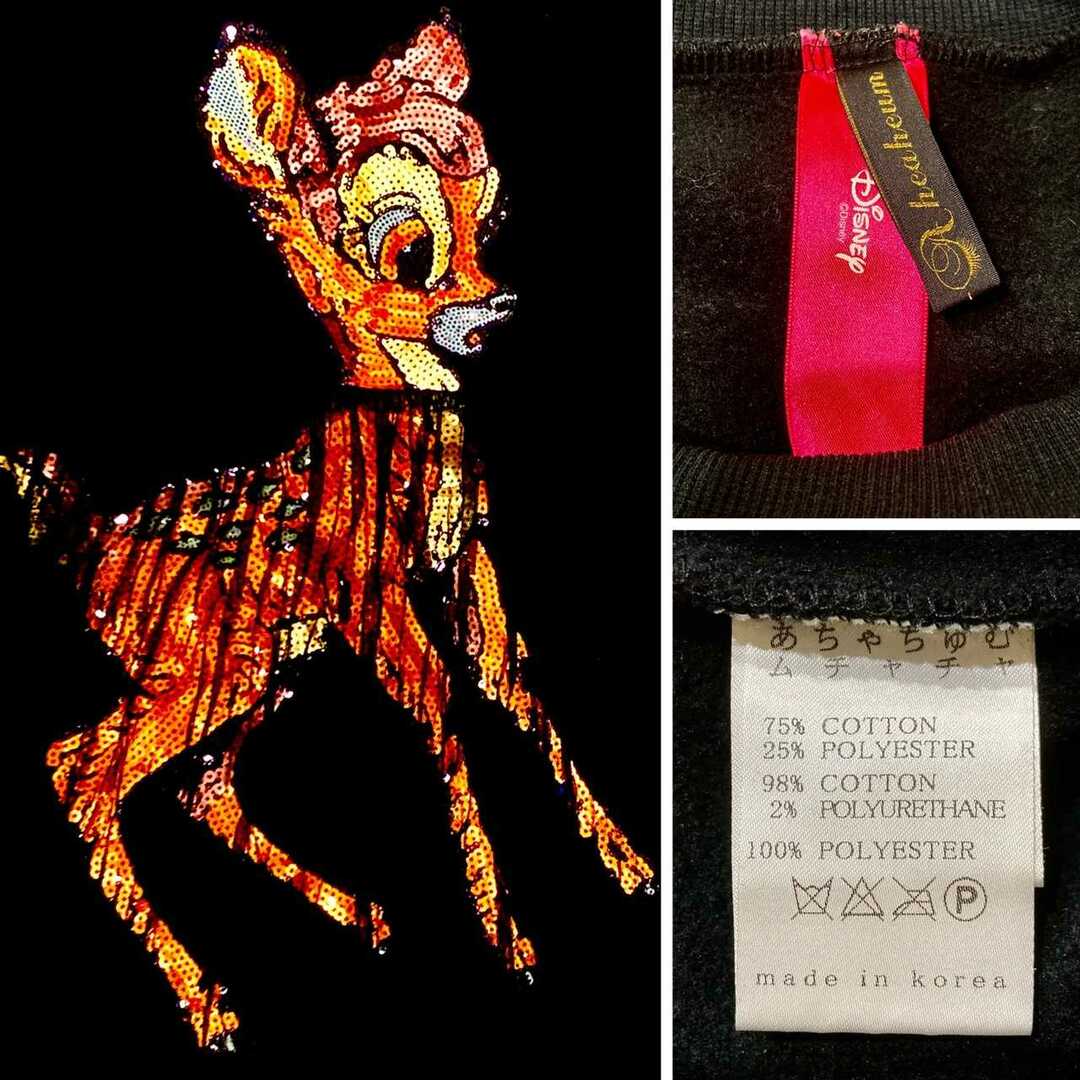 Disney
©Disney
Ahcahcum
あちゃちゅむ
ムチャチャ
75% COTTON
25% POLYESTER
98% COTTON
2% POLYURETHANE
100% POLYESTER
P
made in korea